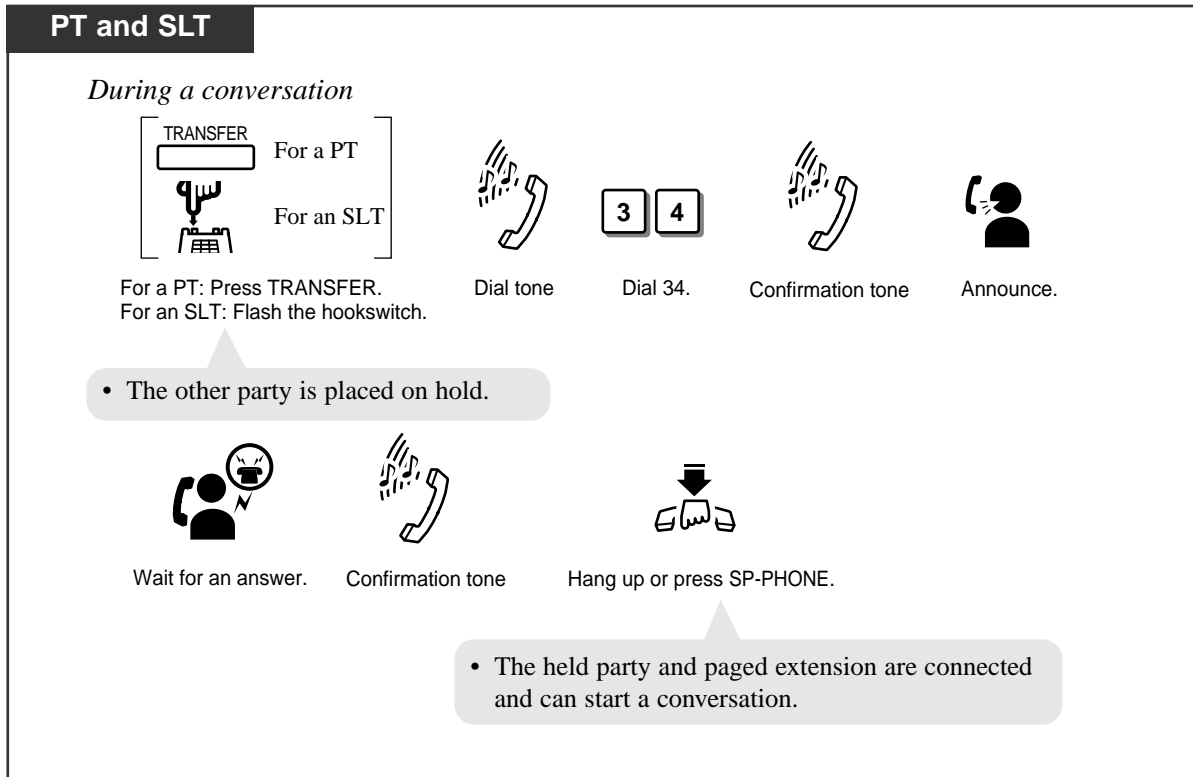 PT and SLT
During a conversation
TRANSFER
For a PT
For an SLT
3 4
For a PT: Press TRANSFER.
For an SLT: Flash the hookswitch.
Dial tone
Dial 34.
Confirmation tone
Announce.
• The other party is placed on hold.
Wait for an answer.
Confirmation tone
Hang up or press SP-PHONE.
• The held party and paged extension are connected
and can start a conversation.